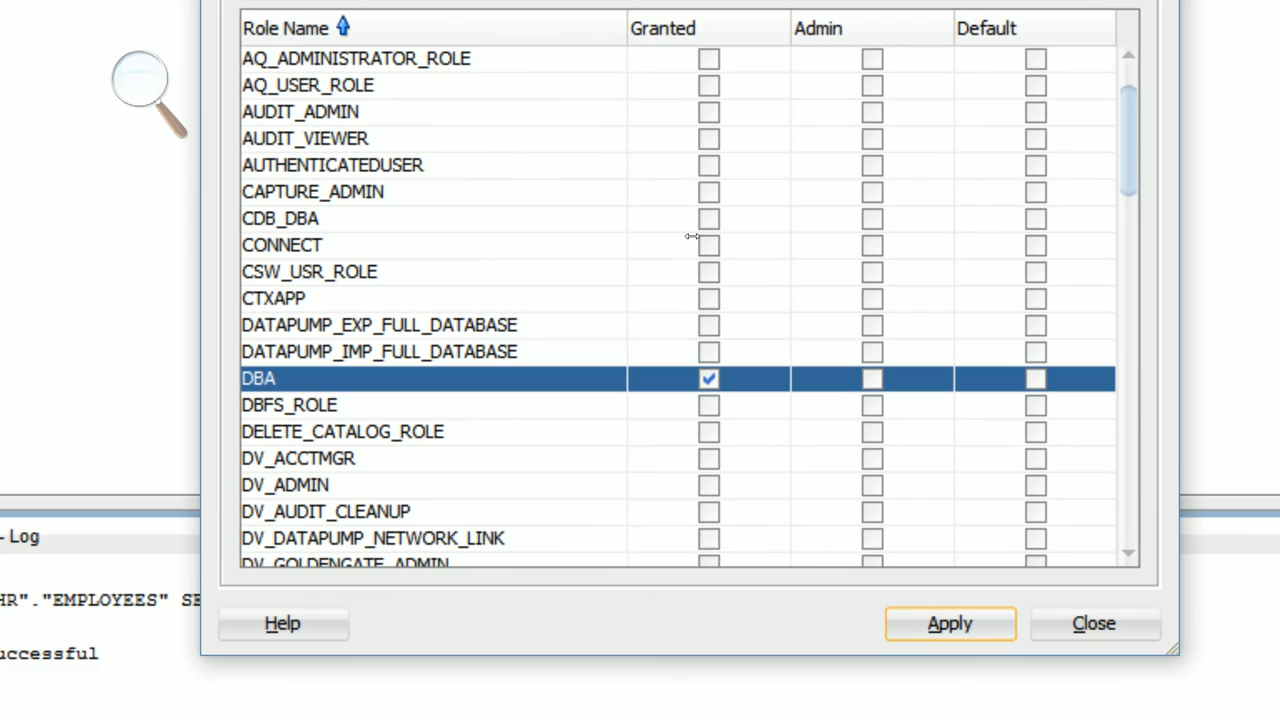 Role Name Granted Admin Default
AQ_ADMINISTRATOR_ROLE
AQ_USER_ROLE
AUDIT_ADMIN
AUDIT_VIEWER
AUTHENTICATEDUSER
CAPTURE_ADMIN
CDB_DBA
CONNECT
CSW_USR_ROLE
CTXAPP
DATAPUMP_EXP_FULL_DATABASE
DATAPUMP_IMP_FULL_DATABASE
DBA
DBFS_ROLE
DELETE_CATALOG_ROLE
DV_ACCTMGR
DV_ADMIN
DV_AUDIT_CLEANUP
DV_DATAPUMP_NETWORK_LINK
DV_GOLDENGATE_ADMIN
- Log
HR"."EMPLOYEES" SE
uccessful
Help Apply Close